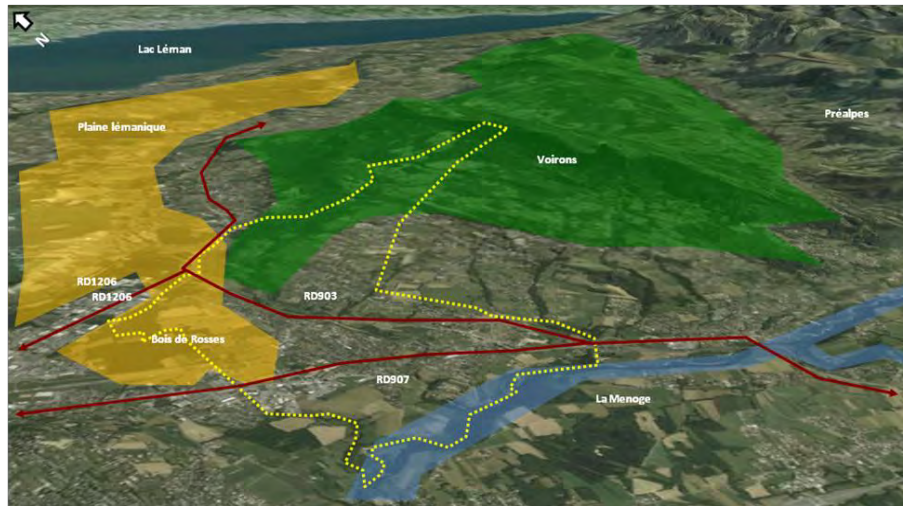 N
Lac Léman
Plaine lémanique
Préalpes
Voirons
RD1206
RD1206
RD903
Bois de Rosses
RD907
La Menoge